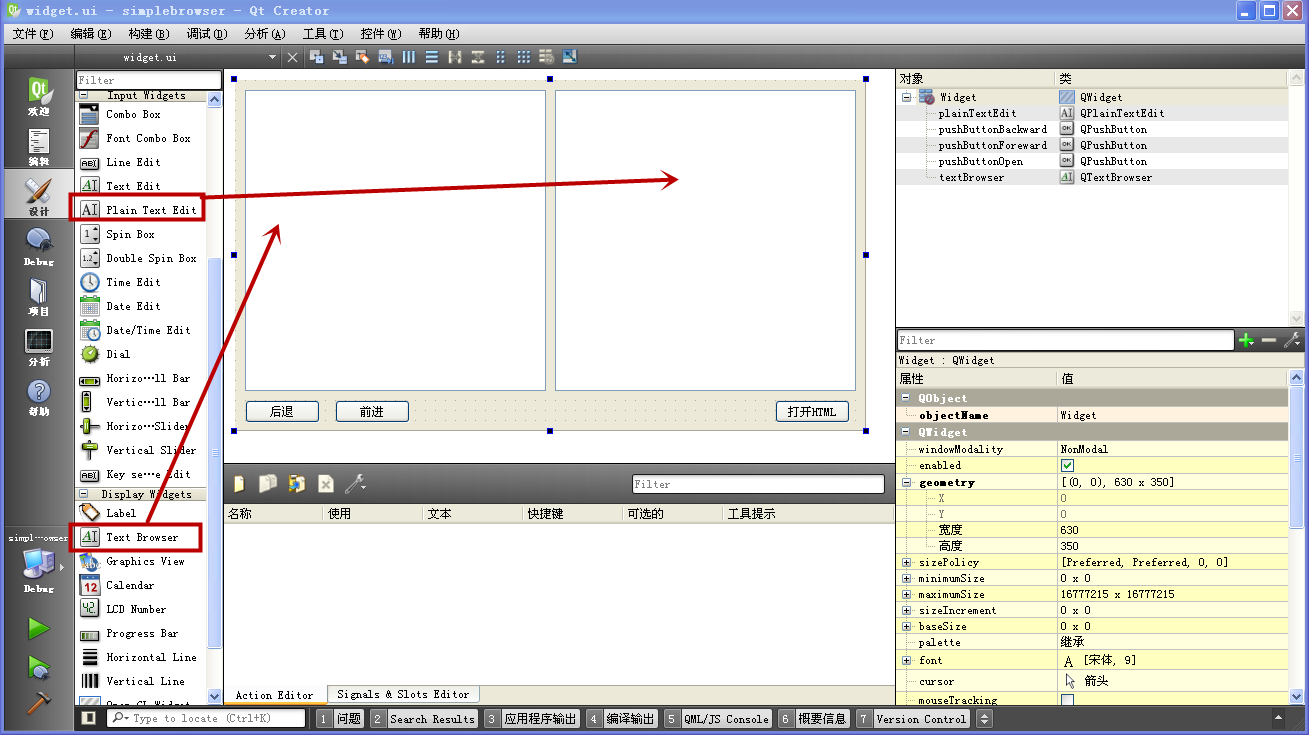 widget.ui - simplebrowser - Qt Creator
文件(F) 编辑(E) 构建(B) 调试(D) 分析(A) 工具(T) 控件(W) 帮助(H)
widget.ui
Qt
欢迎
编辑
设计
Debug
项目
分析
帮助
simpl···owser
Debug
Filter
Input Widgets
Combo Box
Font Combo Box
Line Edit
Text Edit
Plain Text Edit
Spin Box
Double Spin Box
Time Edit
Date Edit
Date/Time Edit
Dial
Horizo···ll Bar
Vertic···ll Bar
Horizo···Slider
Vertical Slider
Key se···e Edit
Display Widgets
Label
Text Browser
Graphics View
Calendar
LCD Number
Progress Bar
Horizontal Line
Vertical Line
后退 前进 打开HTML
Filter
名称 使用 文本 快捷键 可选的 工具提示
Action Editor Signals & Slots Editor
对象 类
Widget QWidget
plainTextEdit QPlainTextEdit
pushButtonBackward QPushButton
pushButtonForeward QPushButton
pushButtonOpen QPushButton
textBrowser QTextBrowser
Filter
Widget : QWidget
属性 值
QObject
objectName Widget
QWidget
windowModality NonModal
enabled
geometry [(0, 0), 630 x 350]
X 0
Y 0
宽度 630
高度 350
sizePolicy [Preferred, Preferred, 0, 0]
minimumSize 0 x 0
maximumSize 16777215 x 16777215
sizeIncrement 0 x 0
baseSize 0 x 0
palette 继承
font A [宋体, 9]
cursor 箭头
mouseTracking
Type to locate (Ctrl+K) 1 问题 2 Search Results 3 应用程序输出 4 编译输出 5 QML/JS Console 6 概要信息 7 Version Control